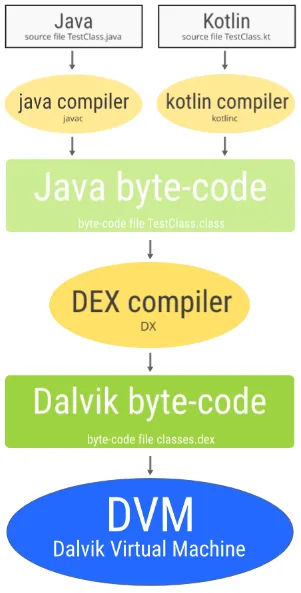 Java
source file TestClass.java
Kotlin
source file TestClass.kt
java compiler
javac
kotlin compiler
kotlinc
Java byte-code
byte-code file TestClass.class
DEX compiler
DX
Dalvik byte-code
byte-code file classes.dex
DVM
Dalvik Virtual Machine